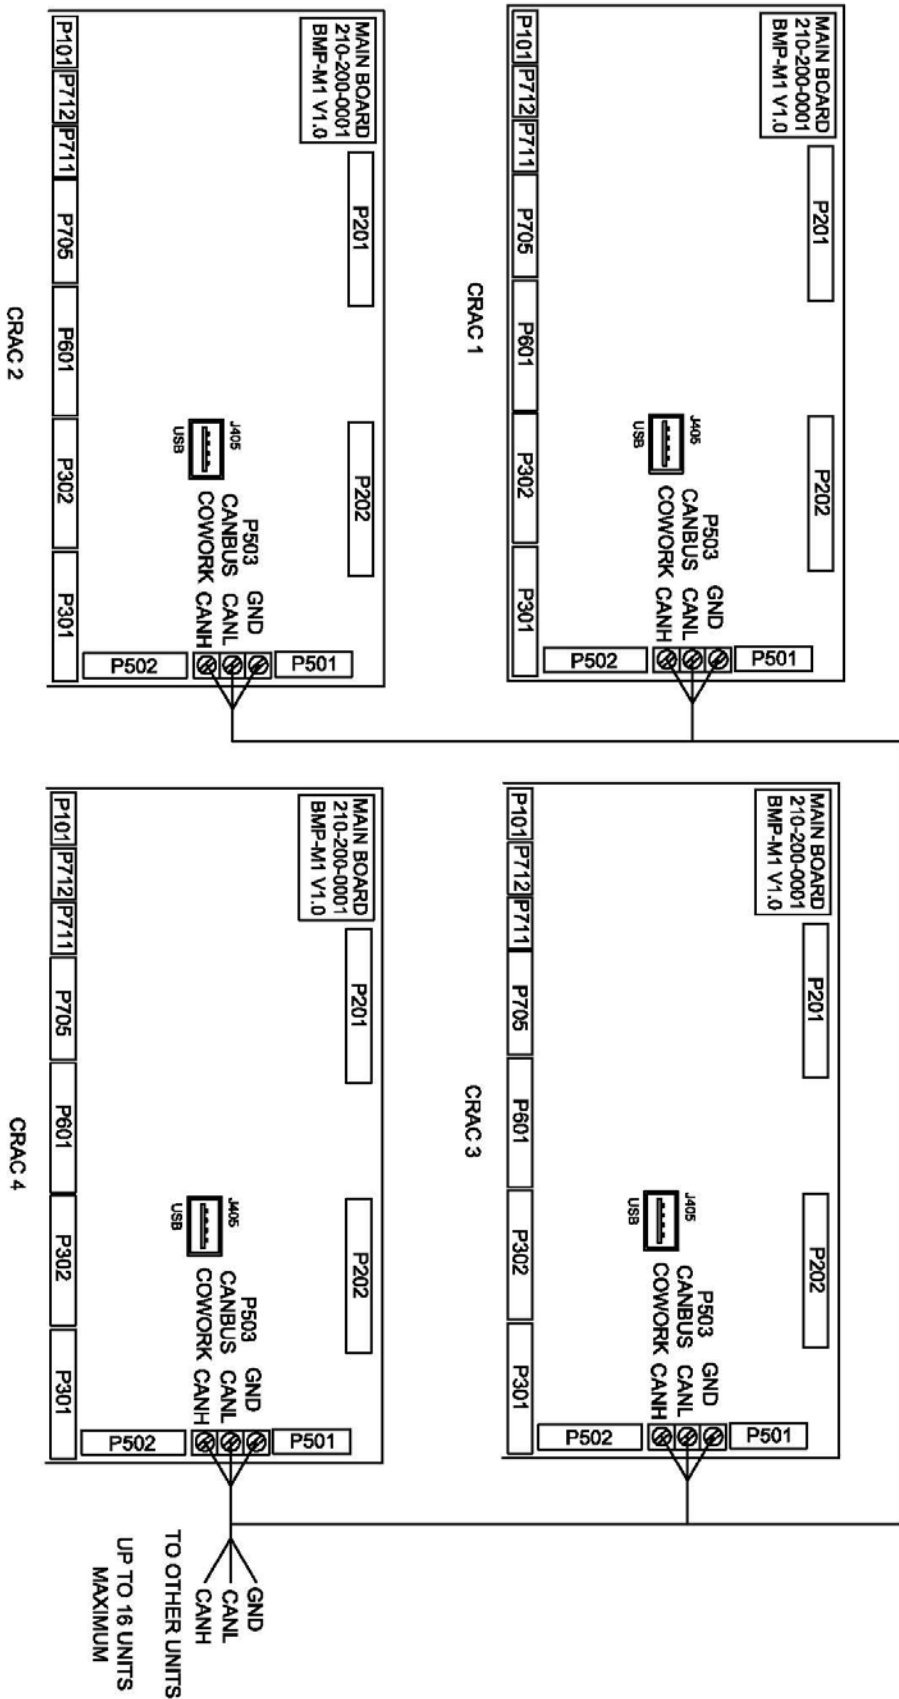 MAIN BOARD
210-200-0001
BMP-M1 V1.0
P201
P202
P101
P712
P711
P705
P601
P302
P301
J405
USB
P503
CANBUS
COWORK
GND
CANL
CANH
P502
P501
CRAC 1
MAIN BOARD
210-200-0001
BMP-M1 V1.0
P201
P202
P101
P712
P711
P705
P601
P302
P301
J405
USB
P503
CANBUS
COWORK
GND
CANL
CANH
P502
P501
CRAC 2
MAIN BOARD
210-200-0001
BMP-M1 V1.0
P201
P202
P101
P712
P711
P705
P601
P302
P301
J405
USB
P503
CANBUS
COWORK
GND
CANL
CANH
P502
P501
CRAC 3
MAIN BOARD
210-200-0001
BMP-M1 V1.0
P201
P202
P101
P712
P711
P705
P601
P302
P301
J405
USB
P503
CANBUS
COWORK
GND
CANL
CANH
P502
P501
CRAC 4
GND
CANL
CANH
TO OTHER UNITS
UP TO 16 UNITS
MAXIMUM